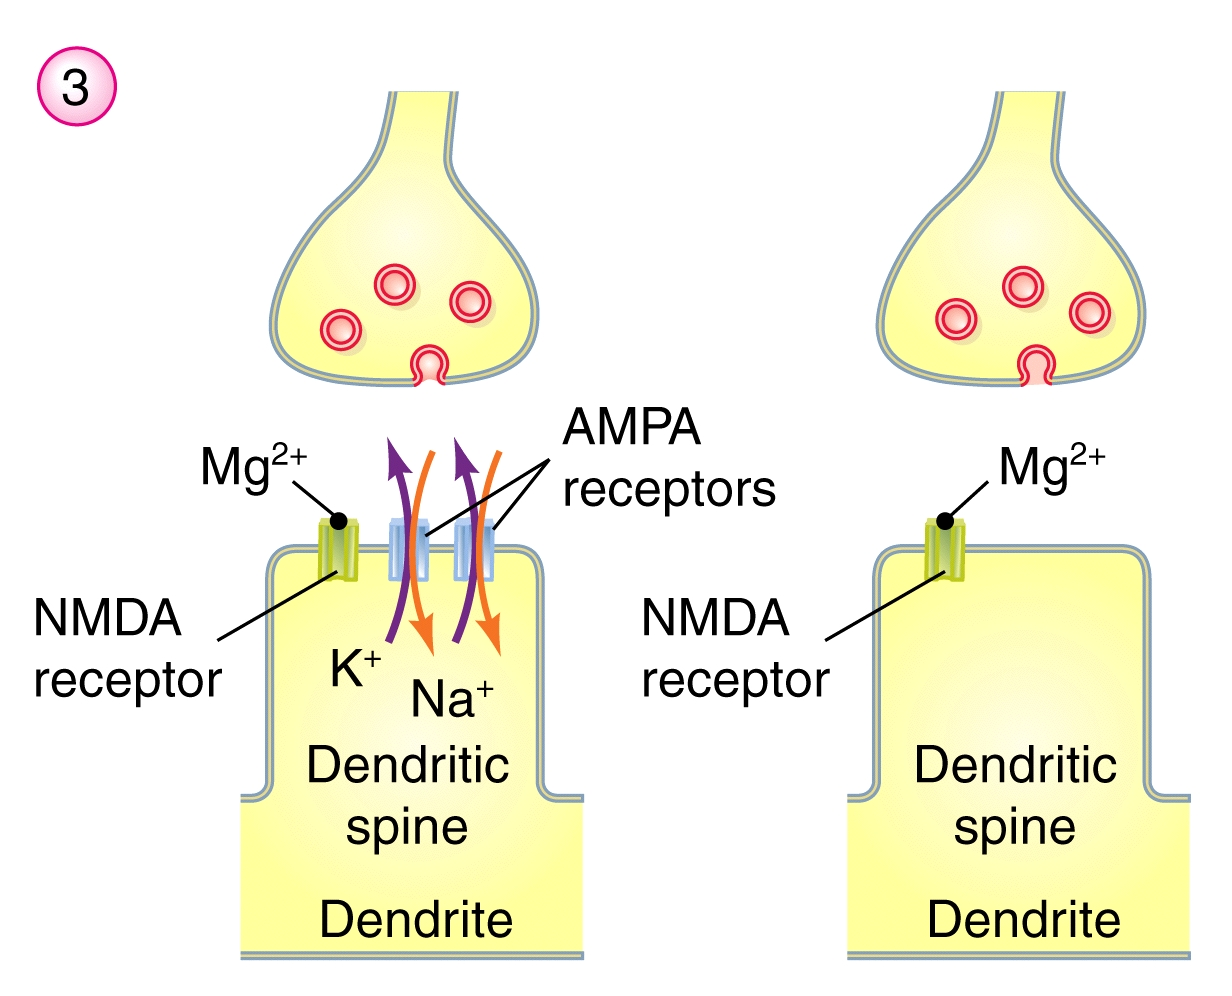 3
AMPA
receptors
Mg²⁺
NMDA
receptor
K⁺
Na⁺
Dendritic
spine
Dendrite
Mg²⁺
NMDA
receptor
Dendritic
spine
Dendrite